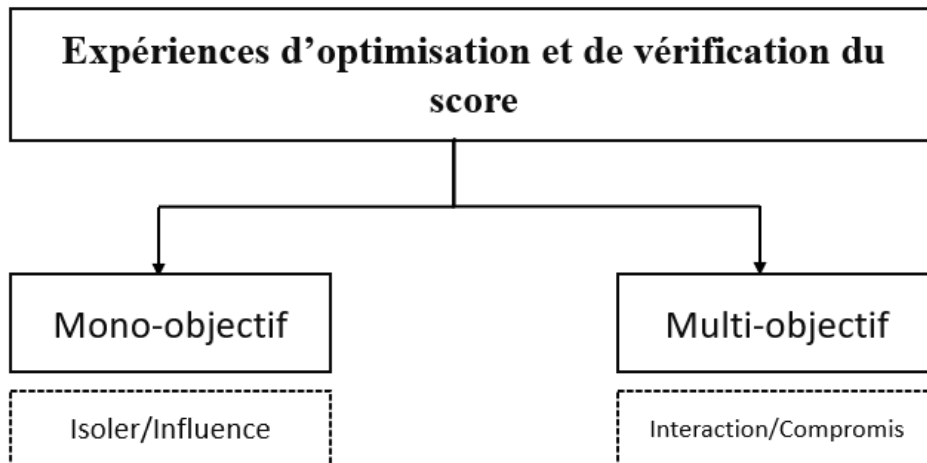 Expériences d’optimisation et de vérification du
score
Mono-objectif
Multi-objectif
Isoler/Influence
Interaction/Compromis